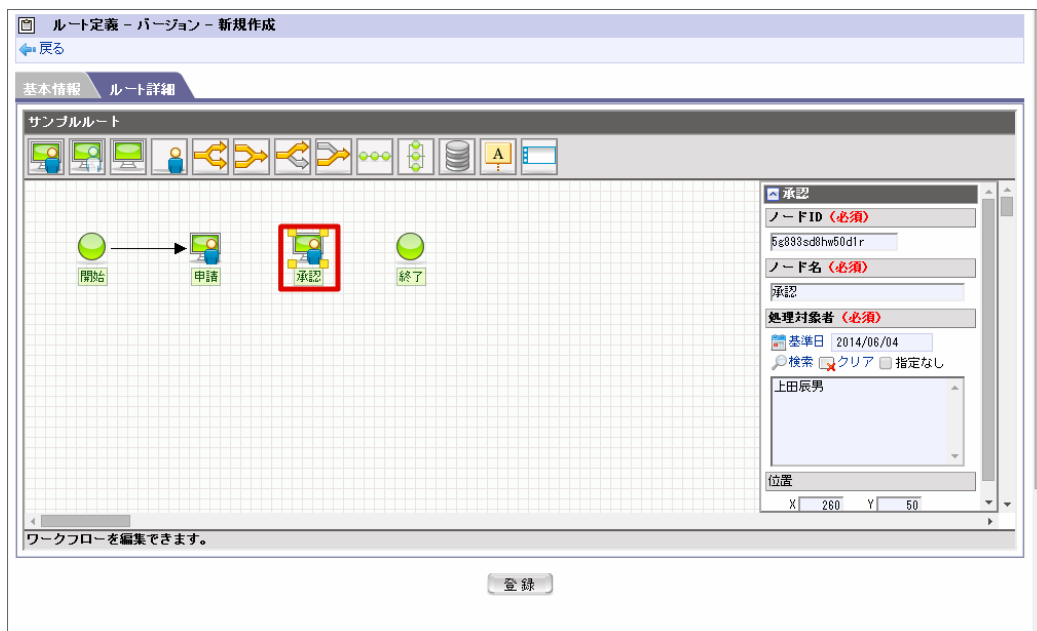 ルート定義 - バージョン - 新規作成
戻る
基本情報 ルート詳細
サンプルルート
A
承認
ノードID (必須)
5g893sd8hw50d1r
ノード名 (必須)
承認
処理対象者 (必須)
基準日 2014/06/04
検索 クリア 指定なし
上田辰男
位置
X 260 Y 50
開始 申請 承認 終了
ワークフローを編集できます。
登録